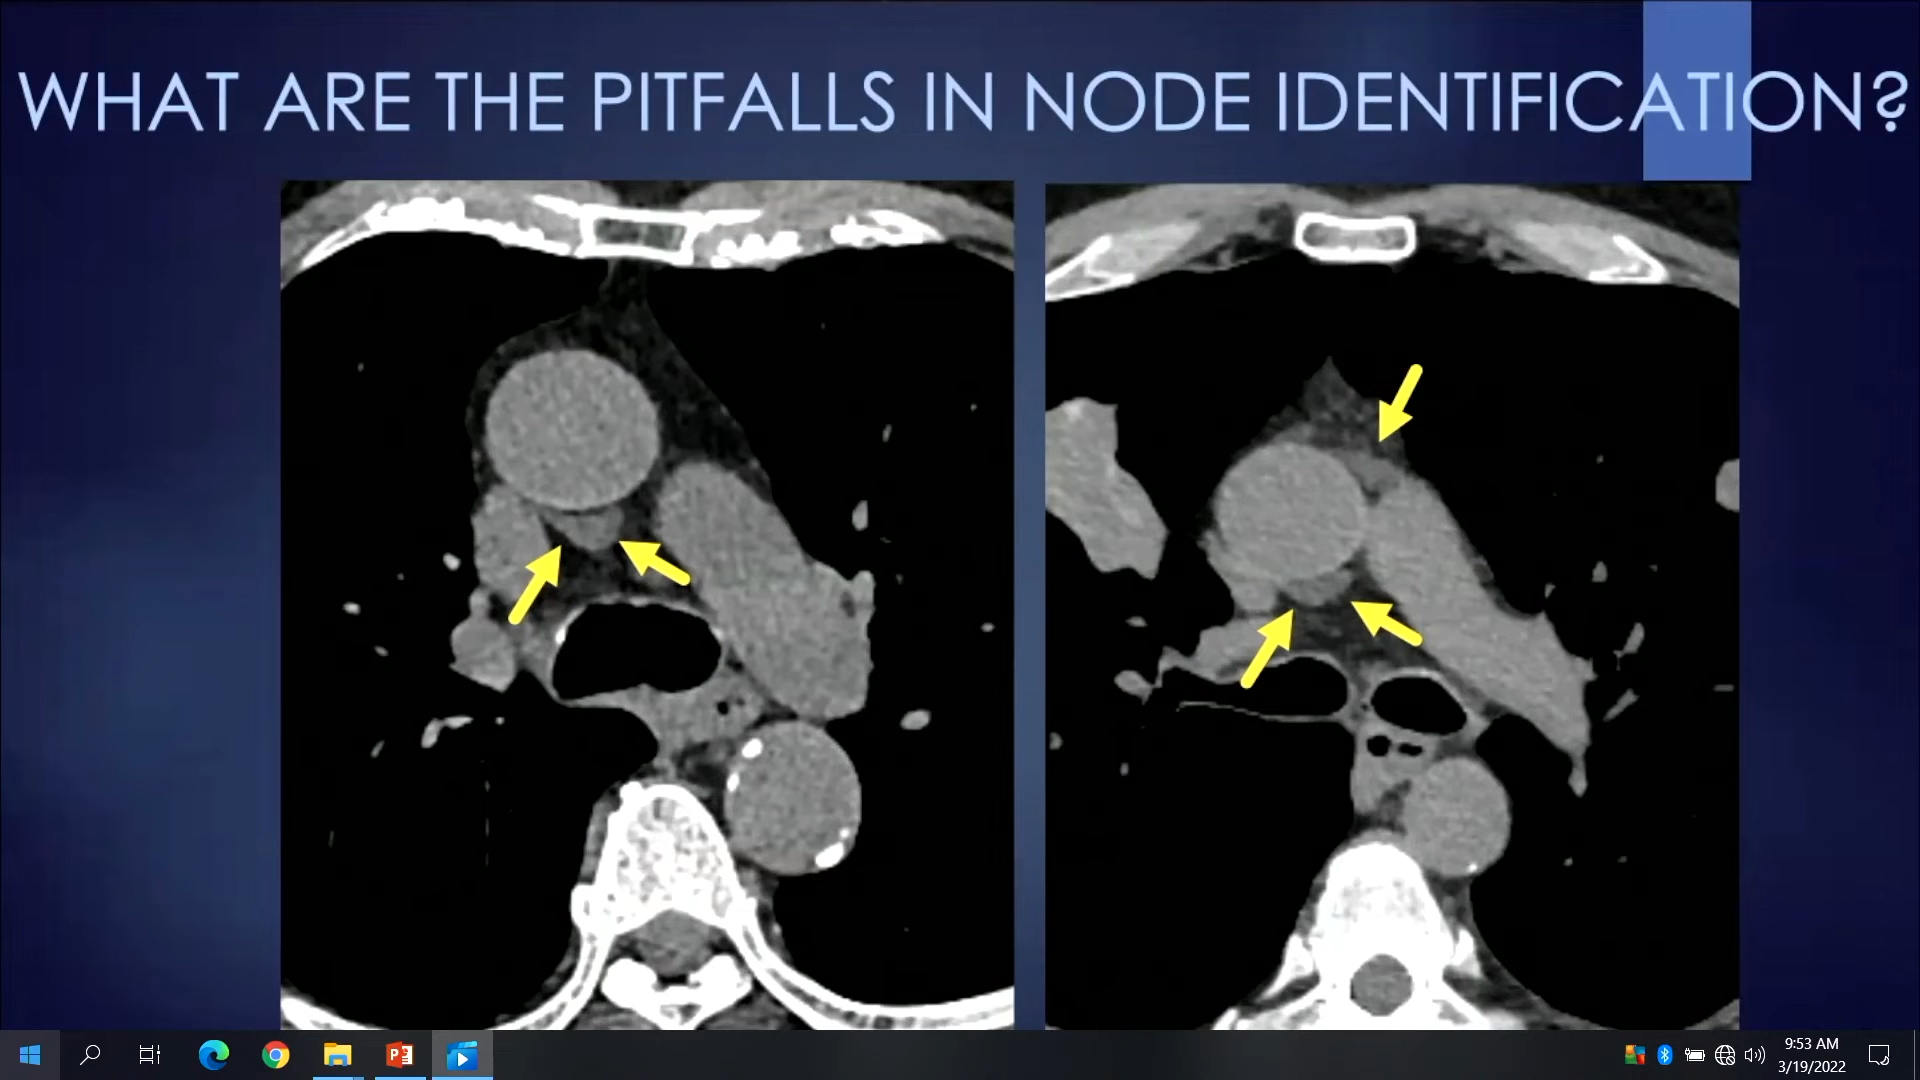 WHAT ARE THE PITFALLS IN NODE IDENTIFICATION?
9:53 AM
3/19/2022